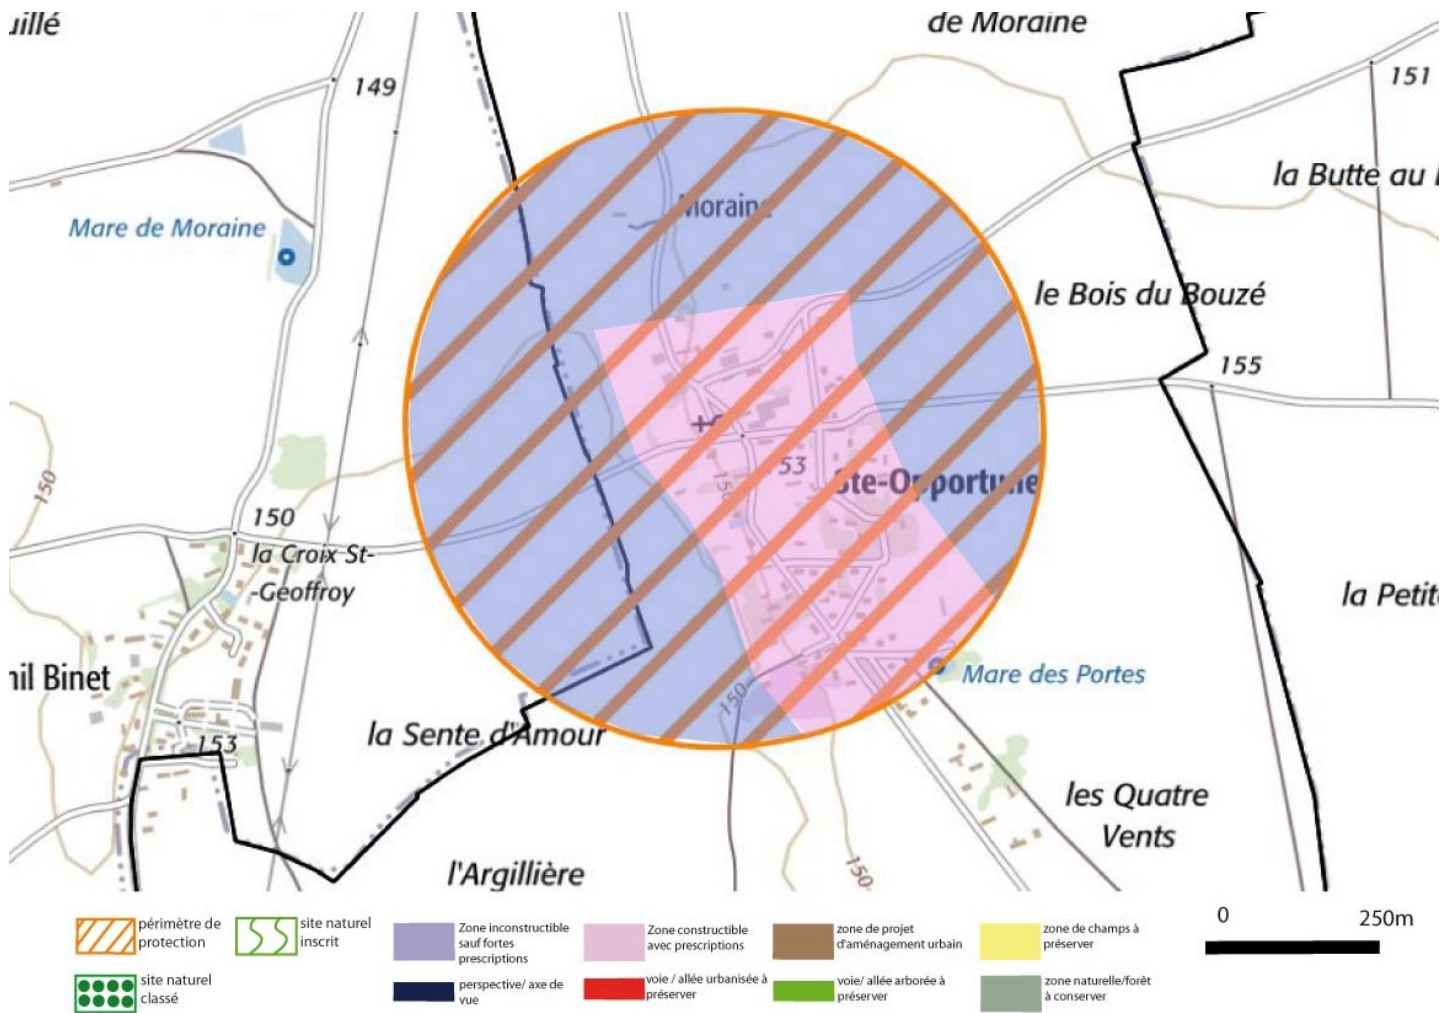 uillé
de Moraine
149
151
la Butte au
Mare de Moraine
Moraine
le Bois du Bouzé
155
53
150
150
Ste-Opportune
150
la Croix St-
-Geoffroy
la Petit
nil Binet
Mare des Portes
150
153
la Sente d'Amour
les Quatre
Vents
l'Argillière
150
périmètre de
protection
site naturel
inscrit
site naturel
classé
Zone inconstructible
sauf fortes
prescriptions
perspective/ axe de
vue
Zone constructible
avec prescriptions
voie/ allée urbanisée à
préserver
zone de projet
d'aménagement urbain
voie/ allée arborée à
préserver
zone de champs à
préserver
zone naturelle/forêt
à conserver
0 250m